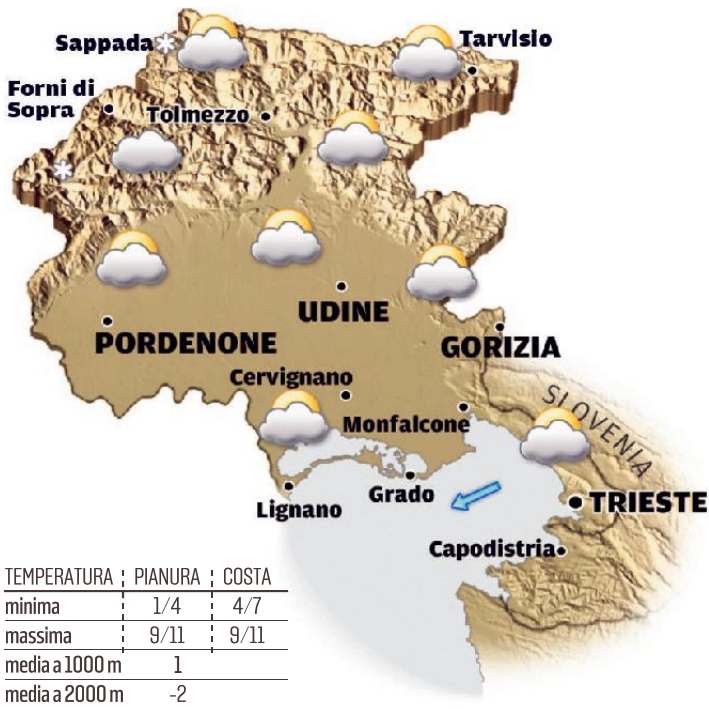 Sappada
Tarvisio
Forni di
Sopra
Tolmezzo
UDINE
PORDENONE
GORIZIA
Cervignano
SLOVENIA
Monfalcone
Grado
Lignano
TRIESTE
Capodistria
TEMPERATURA PIANURA COSTA
minima 1/4 4/7
massima 9/11 9/11
media a 1000 m 1
media a 2000 m -2